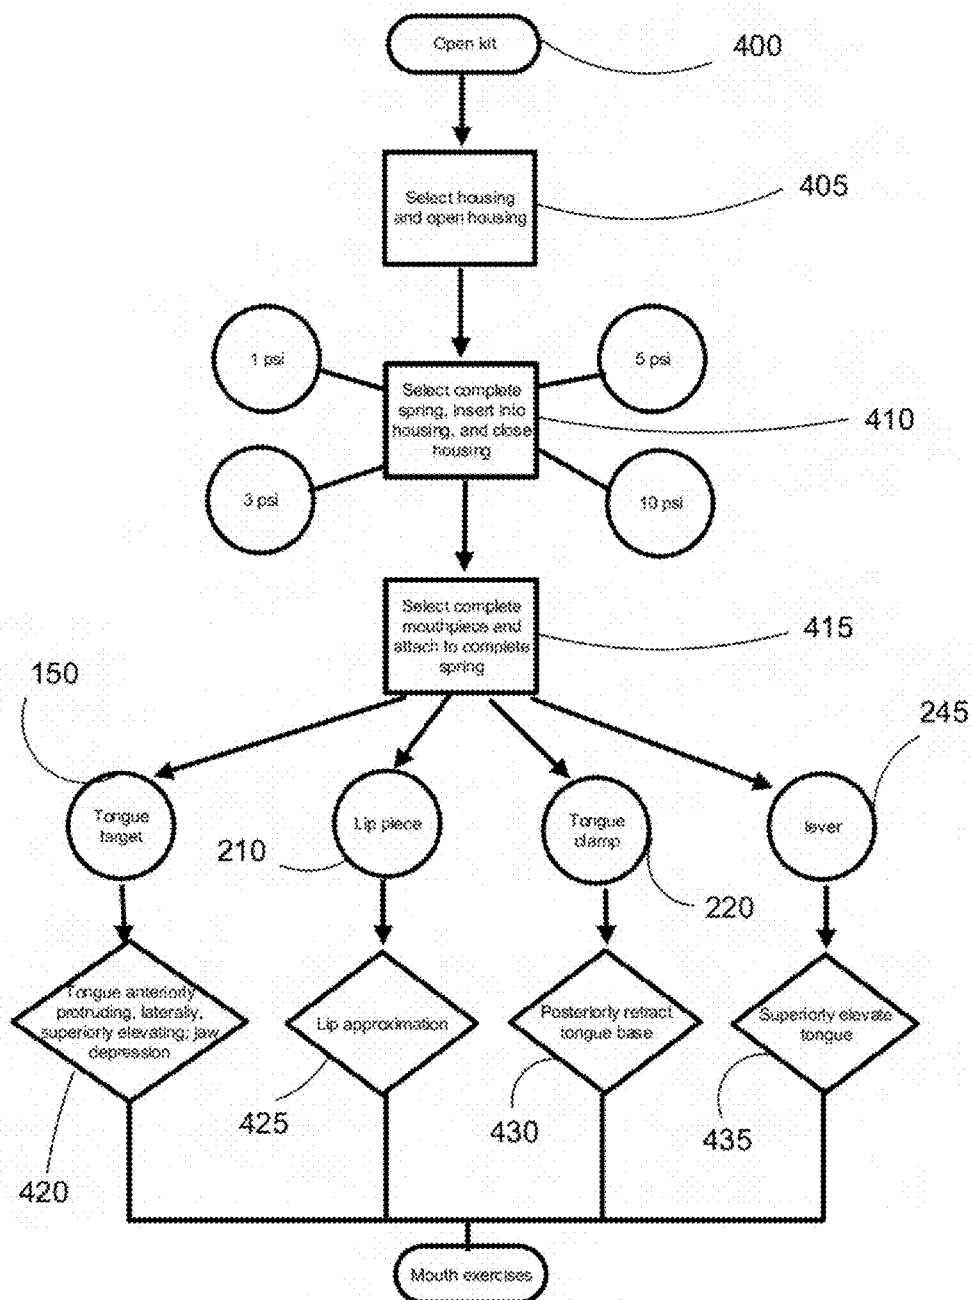 Open kit
400
Select housing
and open housing
405
1 psi
5 psi
Select complete
spring, insert into
housing, and close
housing
410
3 psi
10 psi
Select complete
mouthpiece and
attach to complete
spring
415
150
245
Tongue
target
Lip piece
Tongue
clamp
lever
210
220
Tongue anteriorly
protruding, laterally,
superiorly elevating; jaw
depression
Lip approximation
Posteriorly retract
tongue base
Superiorly elevate
tongue
420
425
430
435
Mouth exercises